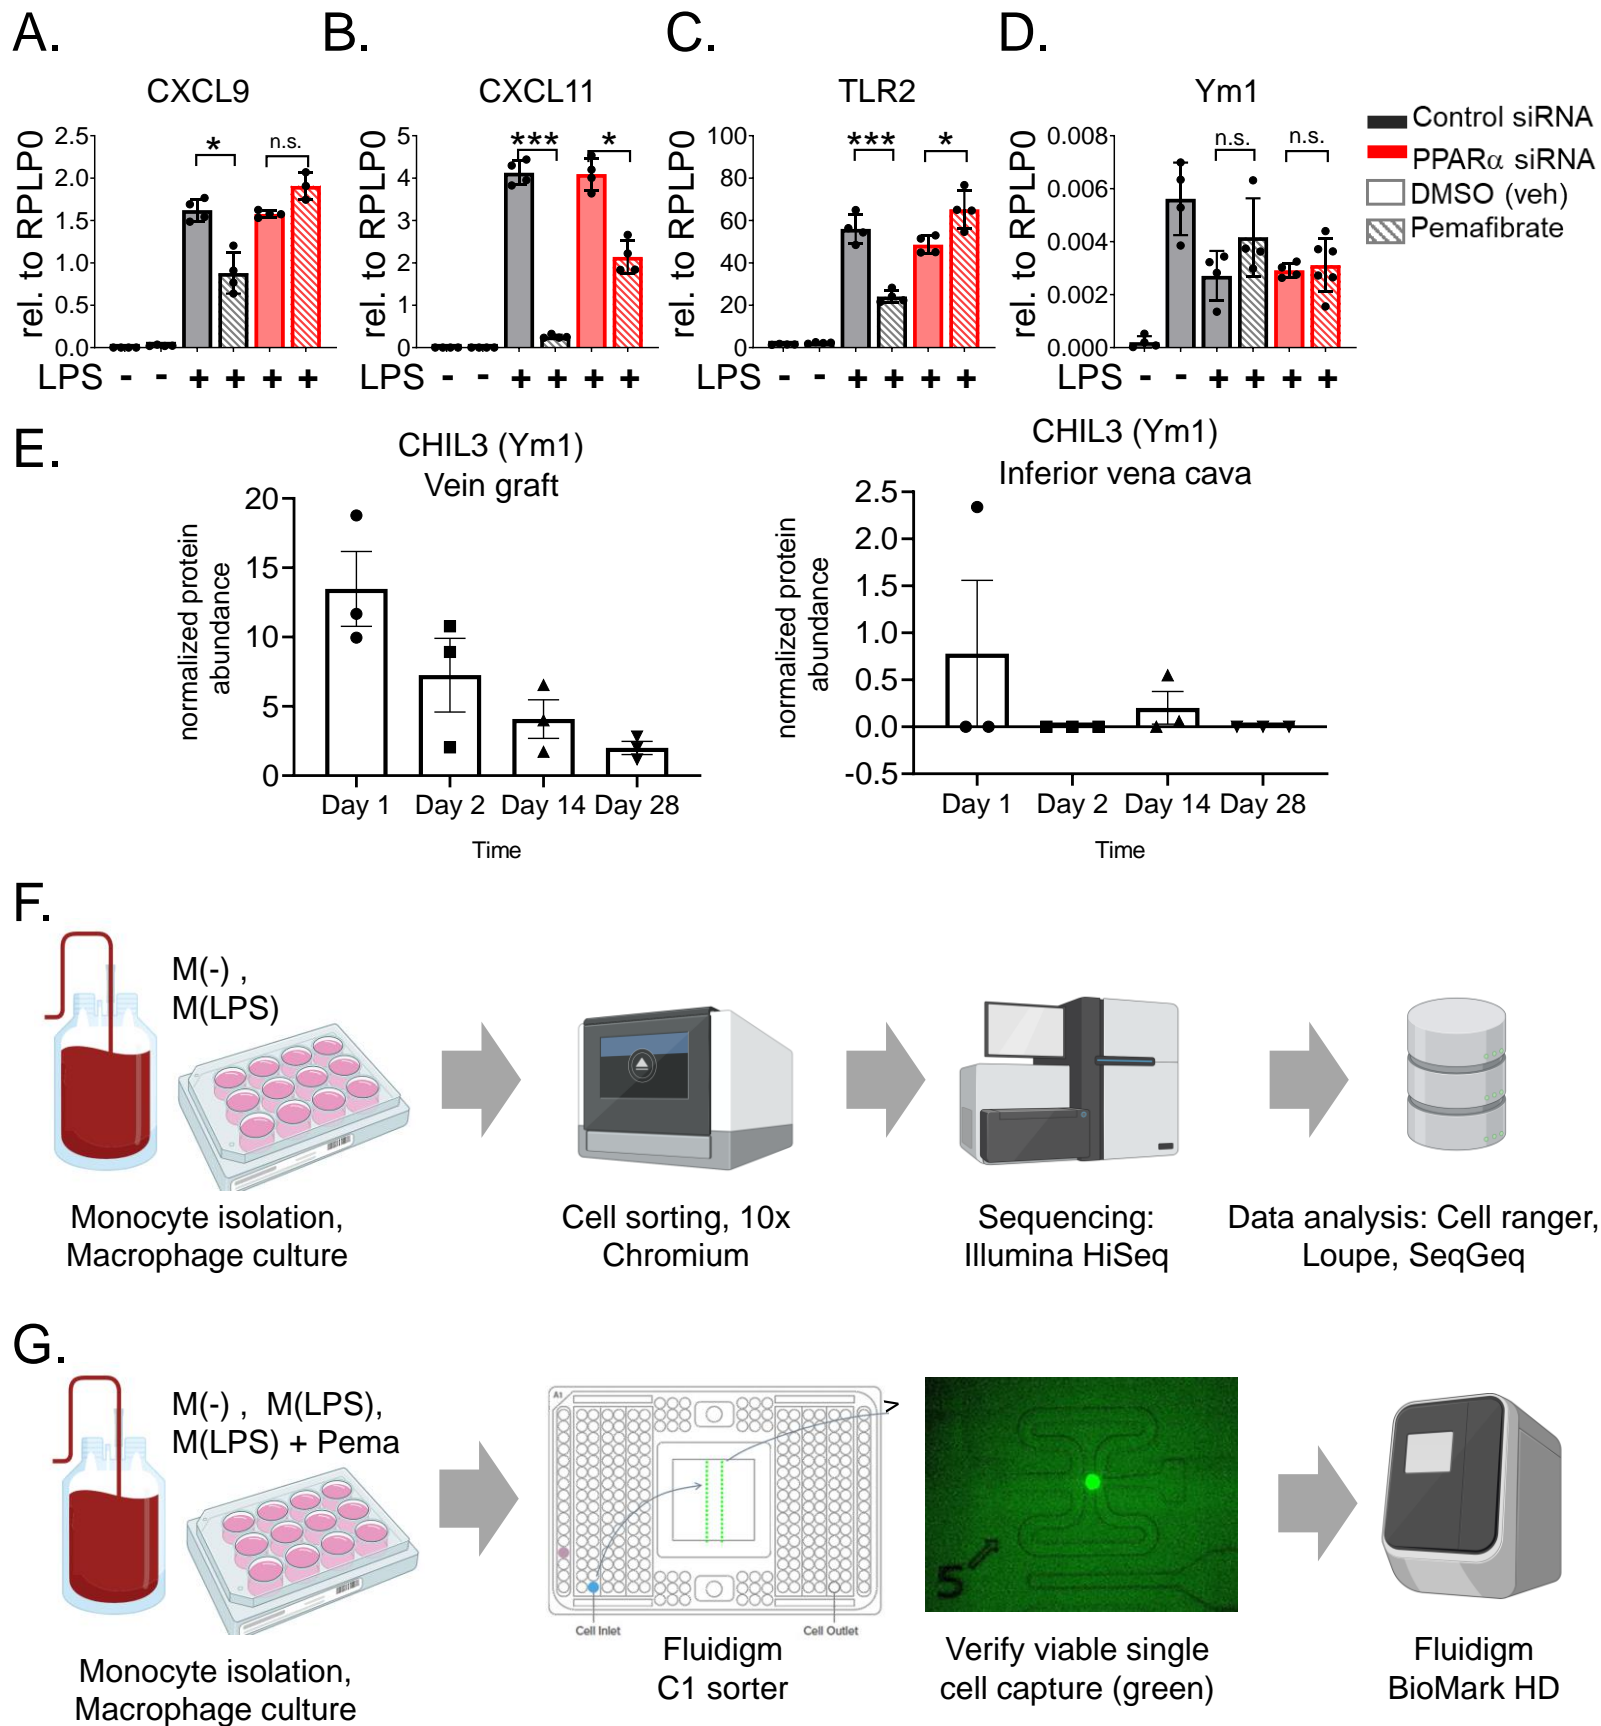 A.
B.
C.
D.
CXCL9
CXCL11
TLR2
Ym1
Control siRNA
PPARα siRNA
DMSO (veh)
Pemafibrate
rel. to RPLP0
2.5
2.0
1.5
1.0
0.5
0.0
* n.s.
LPS - - + + + +
rel. to RPLP0
5
4
3
2
1
0
*** *
LPS - - + + + +
rel. to RPLP0
100
80
60
40
20
0
*** *
LPS - - + + + +
rel. to RPLP0
0.008
0.006
0.004
0.002
0.000
n.s. n.s.
LPS - - + + + +
E.
CHIL3 (Ym1)
Vein graft
normalized protein
abundance
20
15
10
5
0
Day 1 Day 2 Day 14 Day 28
Time
CHIL3 (Ym1)
Inferior vena cava
normalized protein
abundance
2.5
2.0
1.5
1.0
0.5
0.0
-0.5
Day 1 Day 2 Day 14 Day 28
Time
F.
M(-) ,
M(LPS)
Monocyte isolation,
Macrophage culture
Cell sorting, 10x
Chromium
Sequencing:
Illumina HiSeq
Data analysis: Cell ranger,
Loupe, SeqGeq
G.
M(-) , M(LPS),
M(LPS) + Pema
Monocyte isolation,
Macrophage culture
A1
Cell Inlet
Cell Outlet
Fluidigm
C1 sorter
5
Verify viable single
cell capture (green)
Fluidigm
BioMark HD